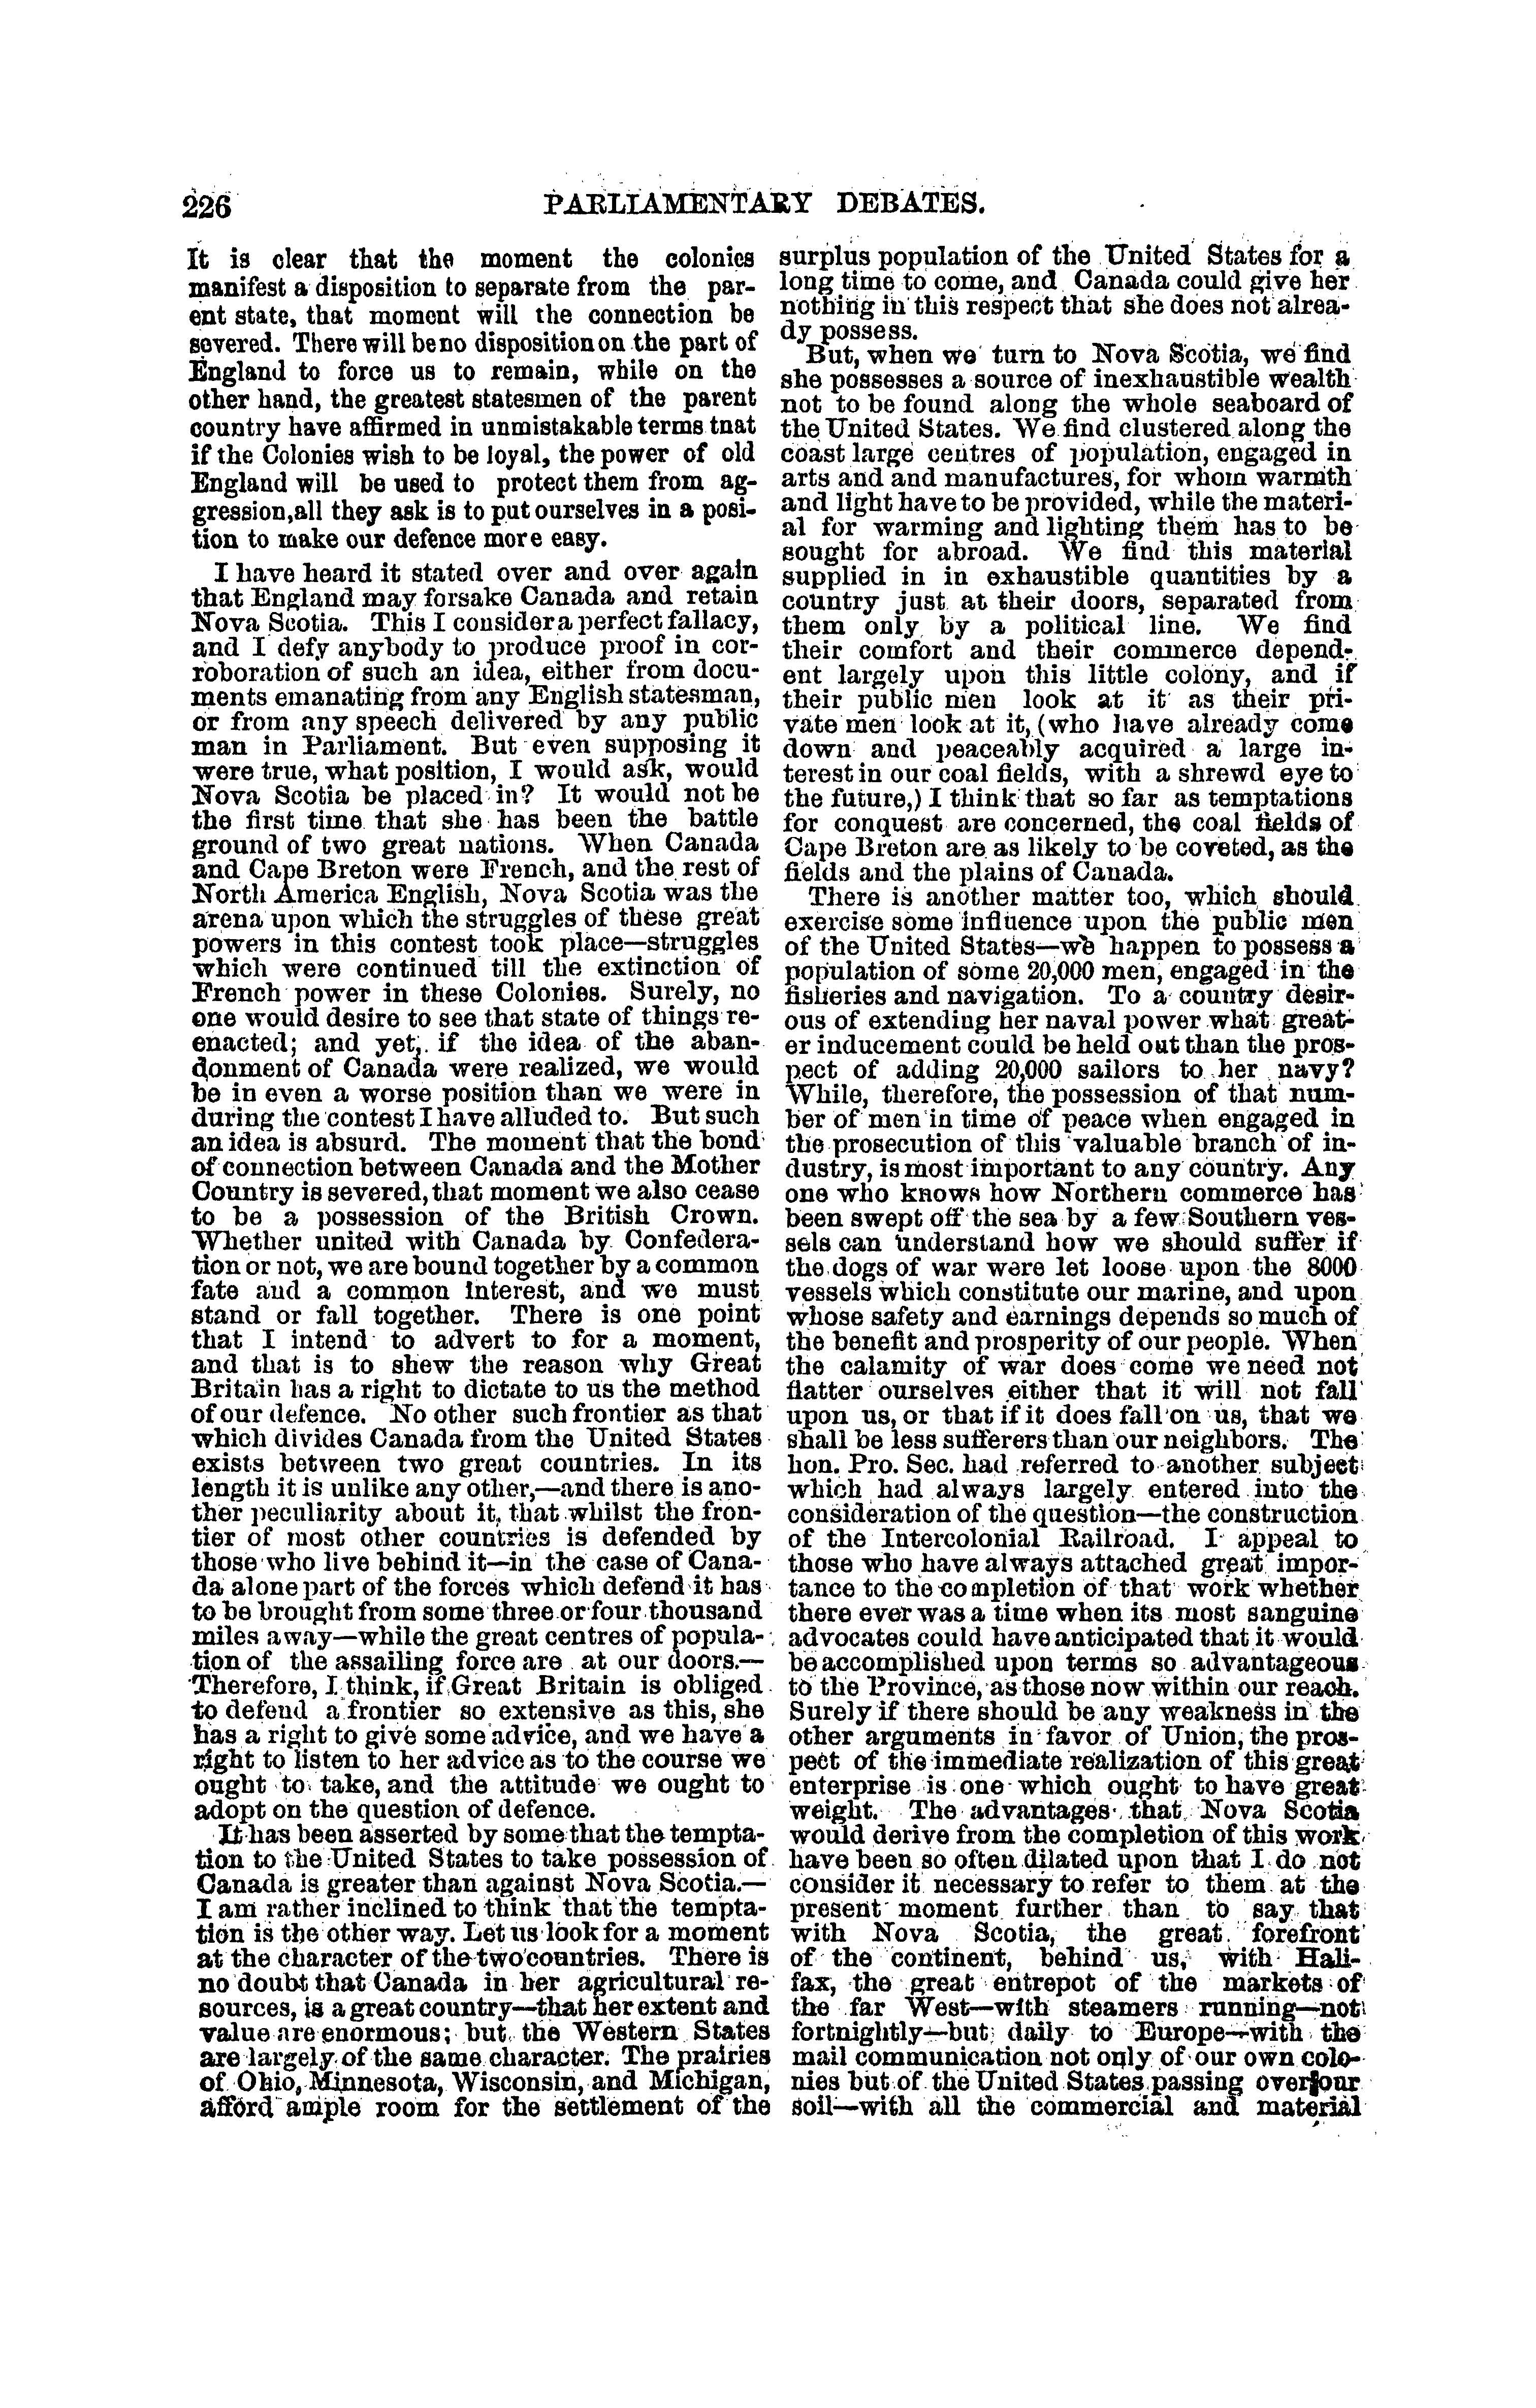 226
PARLIAMENTARY DEBATES.
It is clear that the moment the colonies
manifest a disposition to separate from the par-
ent state, that moment will the connection be
severed. There will be no disposition on the part of
England to force us to remain, while on the
other hand, the greatest statesmen of the parent
country have affirmed in unmistakable terms tnat
if the Colonies wish to be loyal, the power of old
England will be used to protect them from ag-
gression,all they ask is to put ourselves in a posi-
tion to make our defence more easy.
I have heard it stated over and over again
that England may forsake Canada and retain
Nova Scotia. This I consider a perfect fallacy,
and I defy anybody to produce proof in cor-
roboration of such an idea, either from docu-
ments emanating from any English statesman,
or from any speech delivered by any public
man in Parliament. But even supposing it
were true, what position, I would ask, would
Nova Scotia be placed in? It would not be
the first time that she has been the battle
ground of two great nations. When Canada
and Cape Breton were French, and the rest of
North America English, Nova Scotia was the
arena upon which the struggles of these great
powers in this contest took place—struggles
which were continued till the extinction of
French power in these Colonies. Surely, no
one would desire to see that state of things re-
enacted; and yet, if the idea of the aban-
donment of Canada were realized, we would
be in even a worse position than we were in
during the contest I have alluded to. But such
an idea is absurd. The moment that the bond
of connection between Canada and the Mother
Country is severed, that moment we also cease
to be a possession of the British Crown.
Whether united with Canada by Confedera-
tion or not, we are bound together by a common
fate and a common interest, and we must
stand or fall together. There is one point
that I intend to advert to for a moment,
and that is to shew the reason why Great
Britain has a right to dictate to us the method
of our defence. No other such frontier as that
which divides Canada from the United States
exists between two great countries. In its
length it is unlike any other,—and there is ano-
ther peculiarity about it, that whilst the fron-
tier of most other countries is defended by
those who live behind it—in the case of Cana-
da alone part of the forces which defend it has
to be brought from some three or four thousand
miles away—while the great centres of popula-
tion of the assailing force are at our doors.—
Therefore, I think, if Great Britain is obliged
to defend a frontier so extensive as this, she
has a right to give some advice, and we have a
right to listen to her advice as to the course we
ought to take, and the attitude we ought to
adopt on the question of defence.
It has been asserted by some that the tempta-
tion to the United States to take possession of
Canada is greater than against Nova Scotia.—
I am rather inclined to think that the tempta-
tion is the other way. Let us look for a moment
at the character of the two countries. There is
no doubt that Canada in her agricultural re-
sources, is a great country—that her extent and
value are enormous; but the Western States
are largely of the same character. The prairies
of Ohio, Minnesota, Wisconsin, and Michigan,
afford ample room for the settlement of the
surplus population of the United States for a
long time to come, and Canada could give her
nothing in this respect that she does not alrea-
dy possess.
But, when we turn to Nova Scotia, we find
she possesses a source of inexhaustible wealth
not to be found along the whole seaboard of
the United States. We find clustered along the
coast large centres of population, engaged in
arts and and manufactures, for whom warmth
and light have to be provided, while the materi-
al for warming and lighting them has to be
sought for abroad. We find this material
supplied in in exhaustible quantities by a
country just at their doors, separated from
them only by a political line. We find
their comfort and their commerce depend-
ent largely upon this little colony, and if
their public men look at it as their pri-
vate men look at it, (who have already come
down and peaceably acquired a large in-
terest in our coal fields, with a shrewd eye to
the future,) I think that so far as temptations
for conquest are concerned, the coal fields of
Cape Breton are as likely to be coveted, as the
fields and the plains of Canada.
There is another matter too, which should
exercise some influence upon the public men
of the United States—we happen to possess a
population of some 20,000 men, engaged in the
fisheries and navigation. To a country desir-
ous of extending her naval power what great-
er inducement could be held out than the pros-
pect of adding 20,000 sailors to her navy?
While, therefore, the possession of that num-
ber of men in time of peace when engaged in
the prosecution of this valuable branch of in-
dustry, is most important to any country. Any
one who knows how Northern commerce has
been swept off the sea by a few Southern ves-
sels can understand how we should suffer if
the dogs of war were let loose upon the 8000
vessels which constitute our marine, and upon
whose safety and earnings depends so much of
the benefit and prosperity of our people. When
the calamity of war does come we need not
flatter ourselves either that it will not fall
upon us, or that if it does fall on us, that we
shall be less sufferers than our neighbors. The
hon. Pro. Sec. had referred to another subject
which had always largely entered into the
consideration of the question—the construction
of the Intercolonial Railroad. I appeal to
those who have always attached great impor-
tance to the completion of that work whether
there ever was a time when its most sanguine
advocates could have anticipated that it would
be accomplished upon terms so advantageous
to the Province, as those now within our reach.
Surely if there should be any weakness in the
other arguments in favor of Union, the pros-
pect of the immediate realization of this great
enterprise is one which ought to have great
weight. The advantages that Nova Scotia
would derive from the completion of this work
have been so often dilated upon that I do not
consider it necessary to refer to them at the
present moment further than to say that
with Nova Scotia, the great forefront
of the continent, behind us, with Hali-
fax, the great entrepot of the markets of
the far West—with steamers running—not
fortnightly—but daily to Europe—with the
mail communication not only of our own colo-
nies but of the United States passing over our
soil—with all the commercial and material